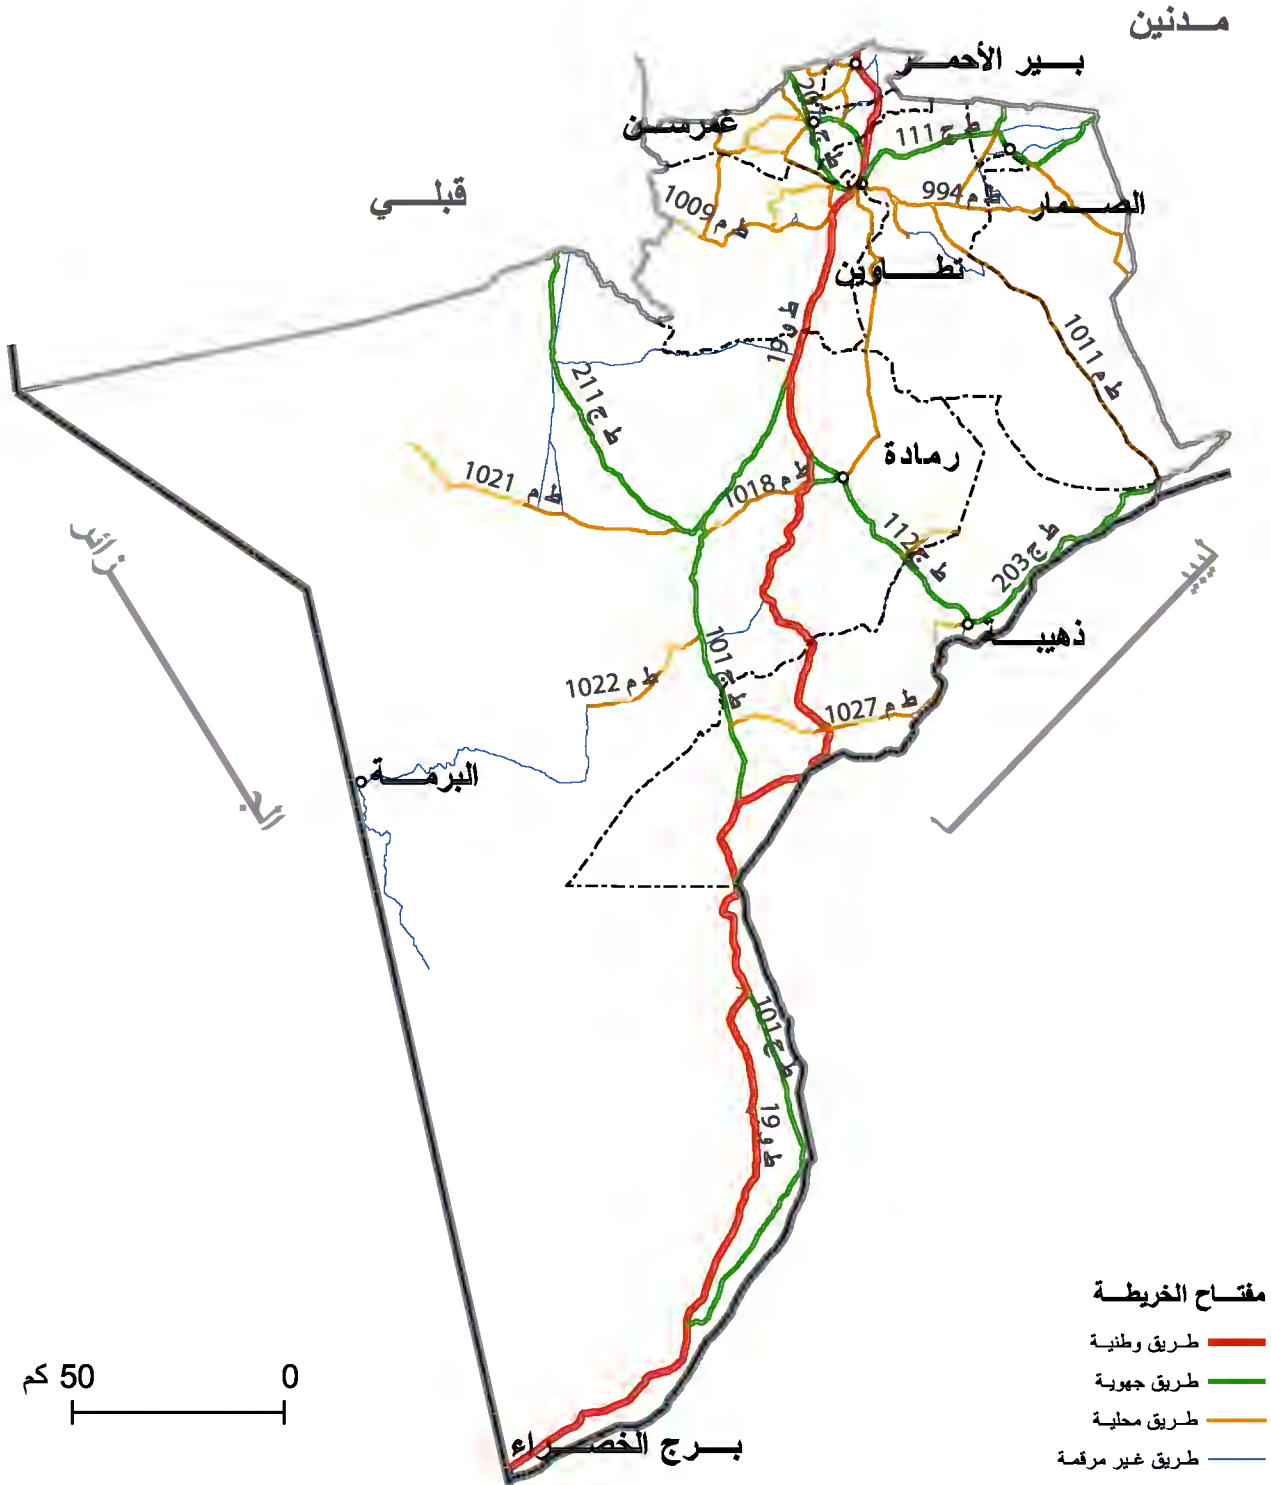 مدنين
بير الأحمر
غمرسن
ط ج 111
قبلي
ط م 1009
ط م 994
الصمار
تطاوين
ط و 19
ط م 1011
ط ج 211
رمادة
ط م 1021
ط م 1018
ط ج 112
ط ج 203
ليبيا
ذهيبة
ط ج 101
ط م 1022
ط م 1027
البرمة
ط ج 101
ط و 19
مفتاح الخريطة
طريق وطنية
طريق جهوية
طريق محلية
طريق غير مرقمة
0
50 كم
برج الخضراء